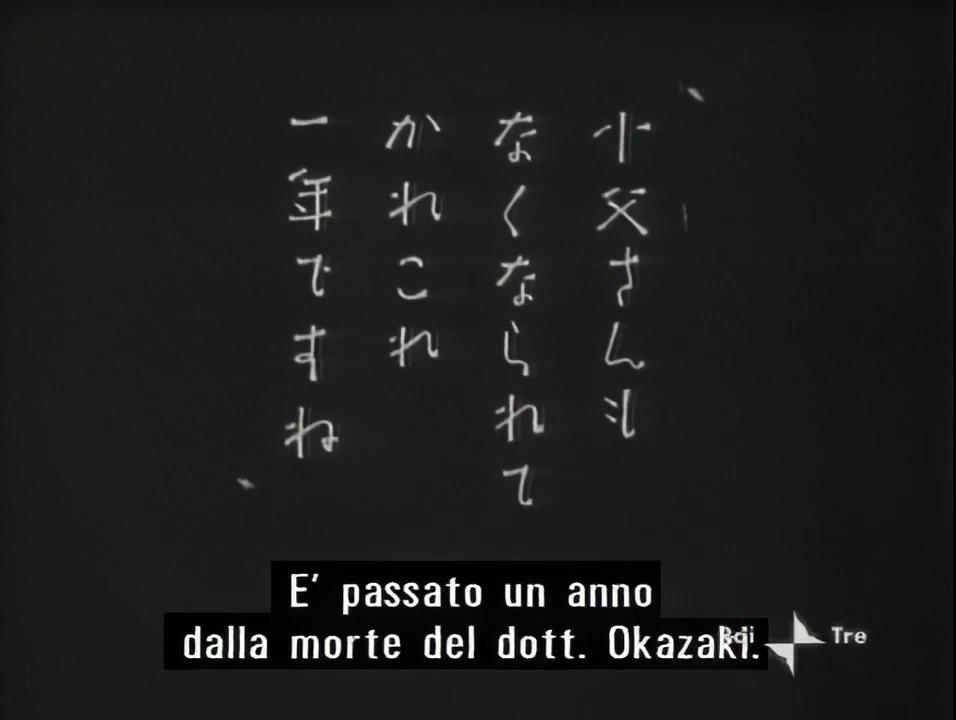 小父さんも
なくなられて
かれこれ
一年ですね
E' passato un anno
dalla morte del dott. Okazaki.
Rai Tre